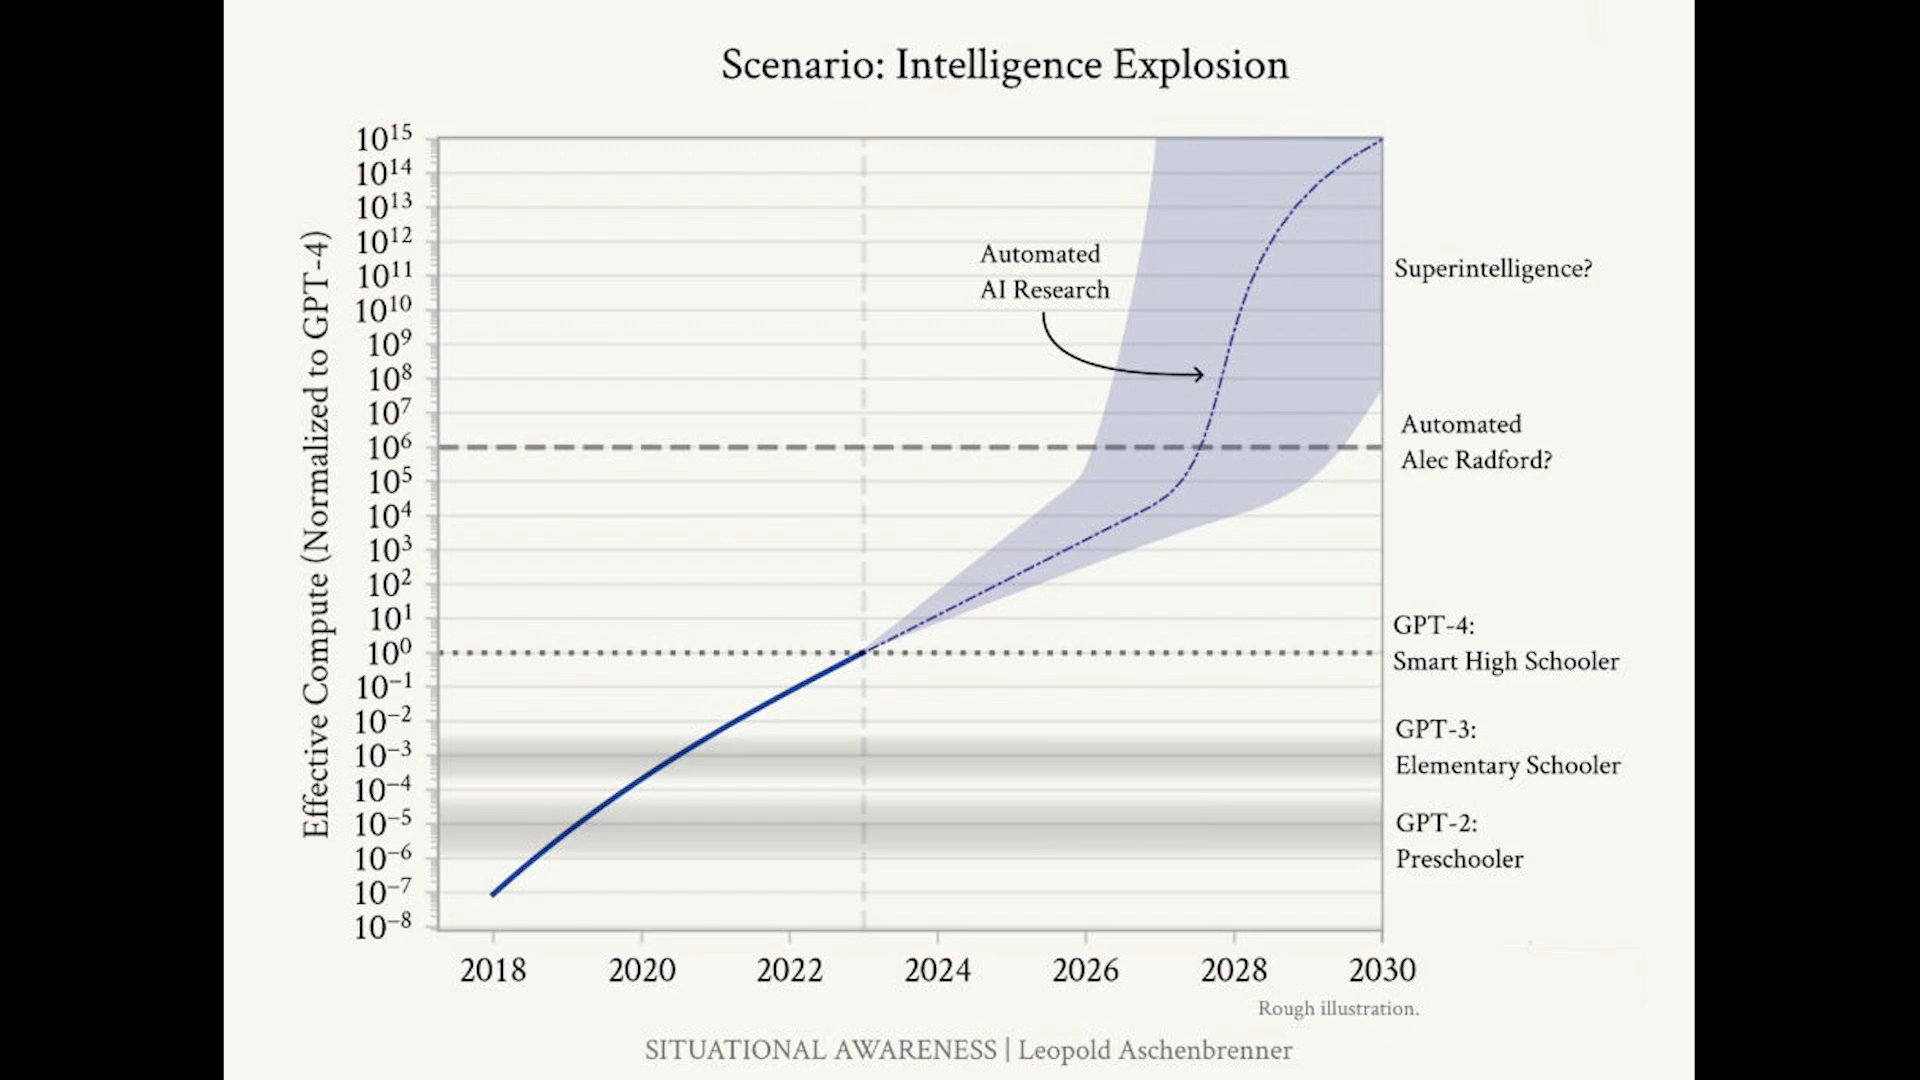 Scenario: Intelligence Explosion
Effective Compute (Normalized to GPT-4)
10¹⁵
10¹⁴
10¹³
10¹²
10¹¹
10¹⁰
10⁹
10⁸
10⁷
10⁶
10⁵
10⁴
10³
10²
10¹
10⁰
10⁻¹
10⁻²
10⁻³
10⁻⁴
10⁻⁵
10⁻⁶
10⁻⁷
10⁻⁸
Automated
AI Research
Superintelligence?
Automated
Alec Radford?
GPT-4:
Smart High Schooler
GPT-3:
Elementary Schooler
GPT-2:
Preschooler
2018 2020 2022 2024 2026 2028 2030
Rough illustration.
SITUATIONAL AWARENESS | Leopold Aschenbrenner